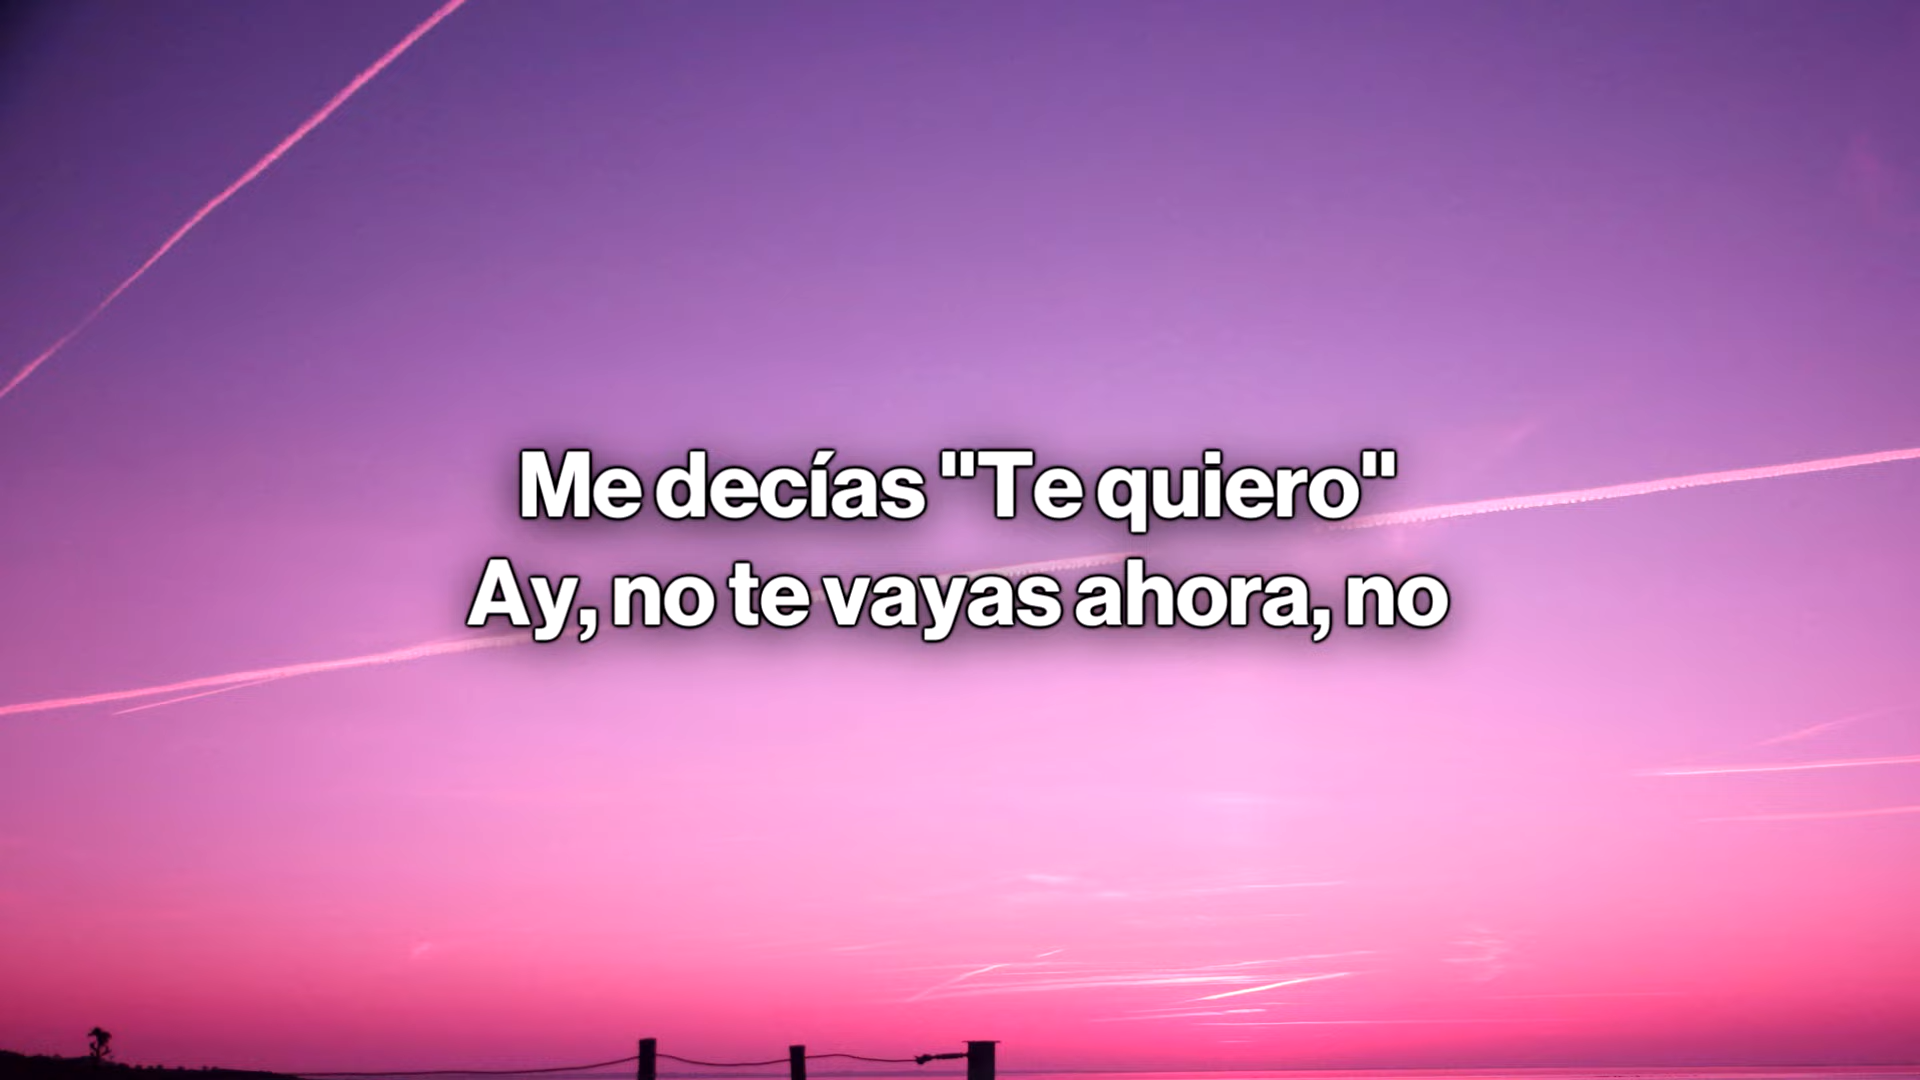 Me decías "Te quiero"
Ay, no te vayas ahora, no